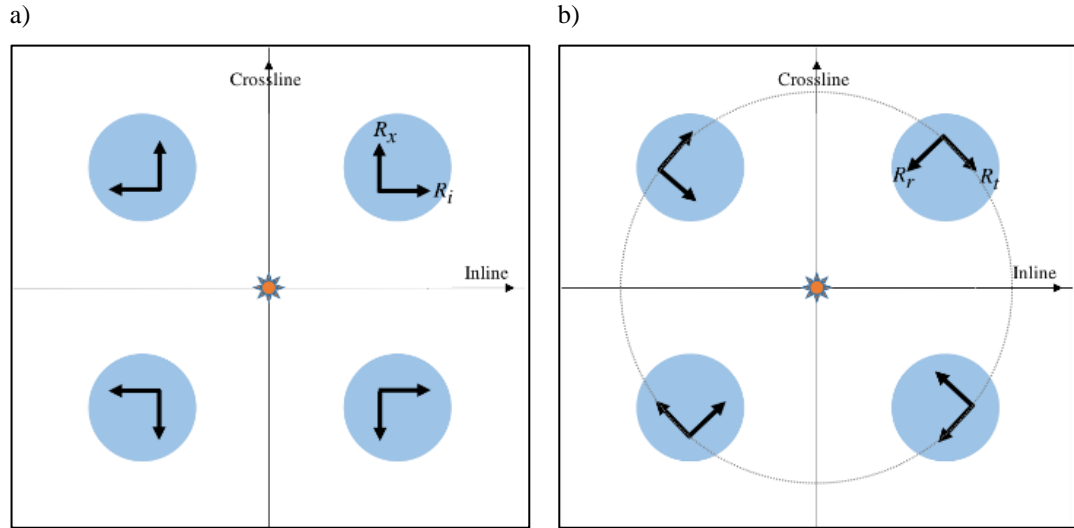 a)
b)
Crossline
R_x
R_i
Inline
Crossline
R_r
R_t
Inline